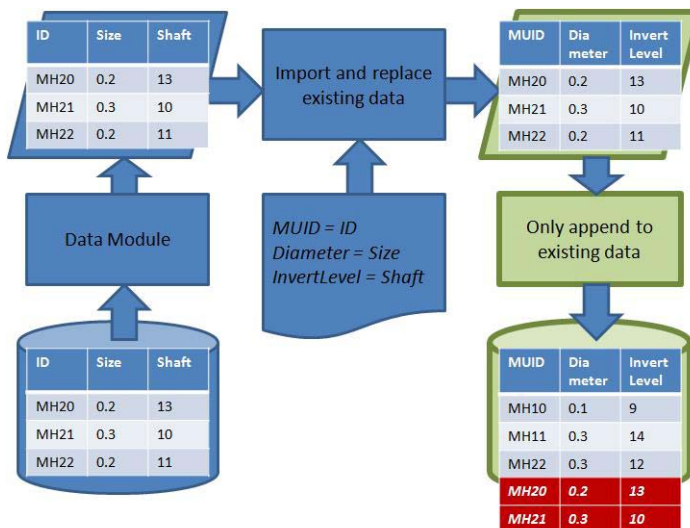 ID Size Shaft
MH20 0.2 13
MH21 0.3 10
MH22 0.2 11
Import and replace
existing data
MUID Dia Invert
meter Level
MH20 0.2 13
MH21 0.3 10
MH22 0.2 11
Data Module
MUID = ID
Diameter = Size
InvertLevel = Shaft
Only append to
existing data
ID Size Shaft
MH20 0.2 13
MH21 0.3 10
MH22 0.2 11
MUID Dia Invert
meter Level
MH10 0.1 9
MH11 0.3 14
MH22 0.3 12
MH20 0.2 13
MH21 0.3 10